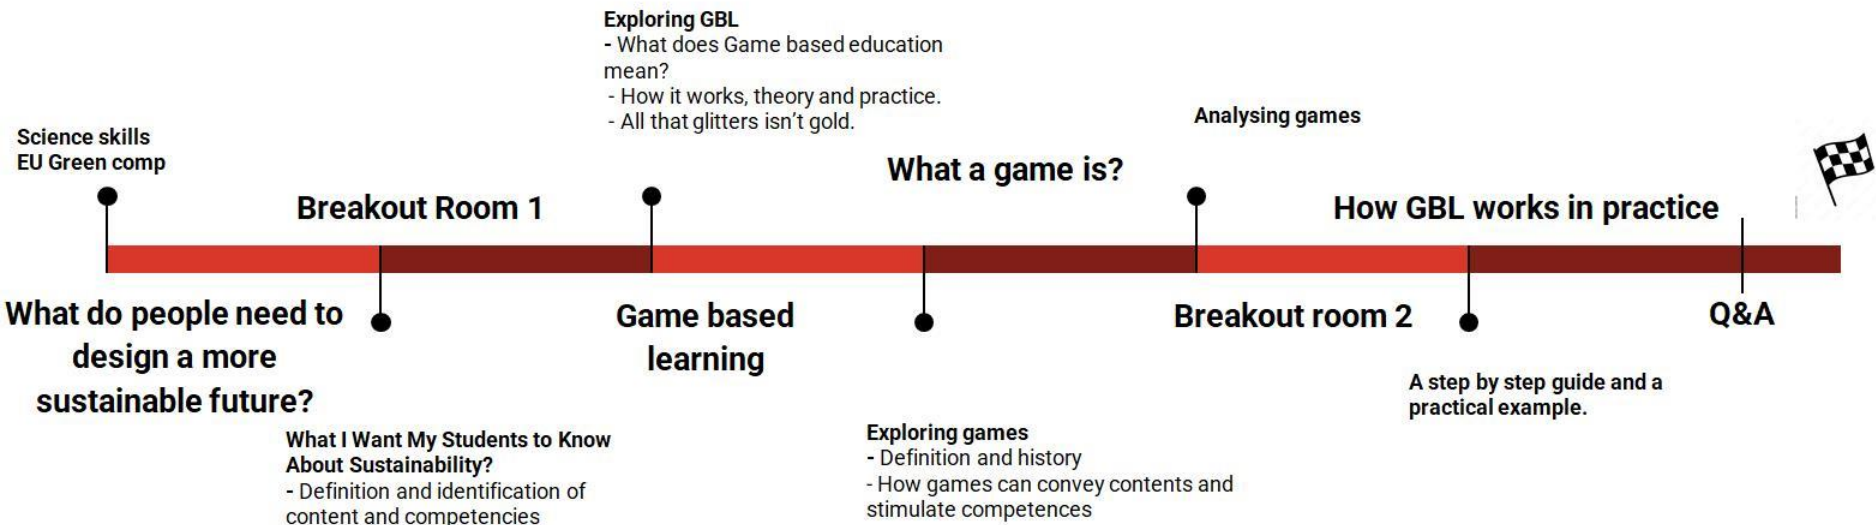 Science skills
EU Green comp
What do people need to
design a more
sustainable future?
Breakout Room 1
What I Want My Students to Know
About Sustainability?
- Definition and identification of
content and competencies
Exploring GBL
- What does Game based education
mean?
- How it works, theory and practice.
- All that glitters isn't gold.
Game based
learning
What a game is?
Exploring games
- Definition and history
- How games can convey contents and
stimulate competences
Analysing games
Breakout room 2
How GBL works in practice
A step by step guide and a
practical example.
Q&A